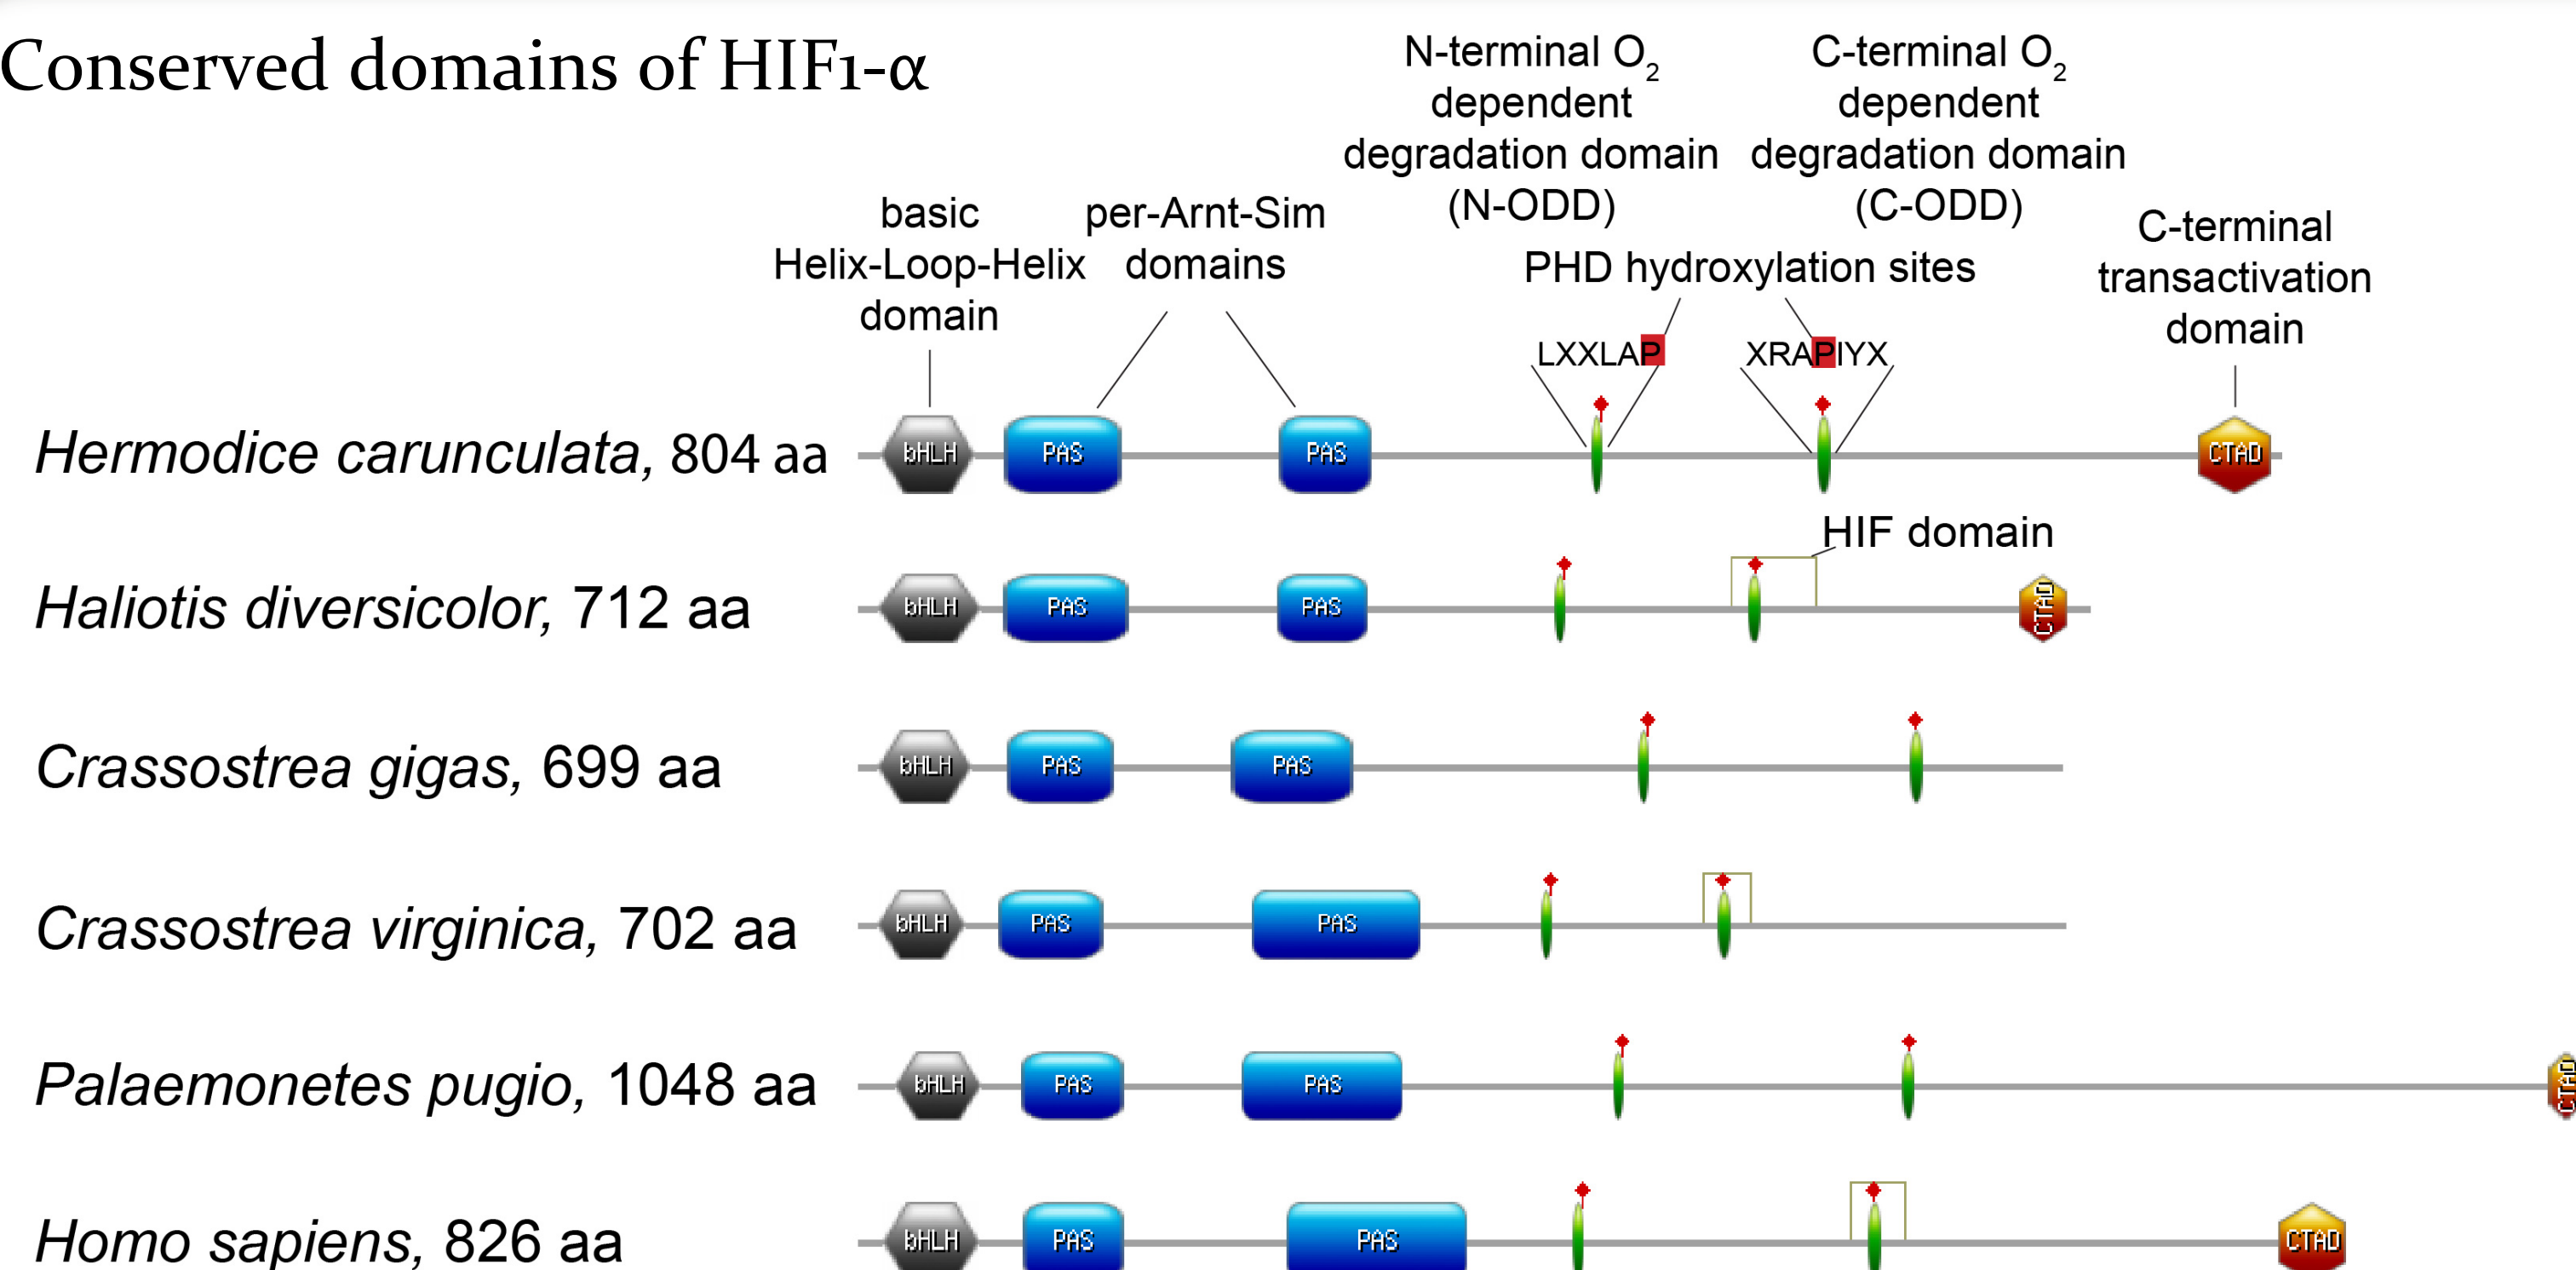 Conserved domains of HIF1-α
N-terminal O2
dependent
degradation domain
(N-ODD)
C-terminal O2
dependent
degradation domain
(C-ODD)
basic
Helix-Loop-Helix
domain
per-Arnt-Sim
domains
PHD hydroxylation sites
C-terminal
transactivation
domain
LXXLAP
XRAPIYX
Hermodice carunculata, 804 aa
bHLH
PAS
PAS
CTAD
HIF domain
Haliotis diversicolor, 712 aa
bHLH
PAS
PAS
CTAD
Crassostrea gigas, 699 aa
bHLH
PAS
PAS
Crassostrea virginica, 702 aa
bHLH
PAS
PAS
Palaemonetes pugio, 1048 aa
bHLH
PAS
PAS
CTAD
Homo sapiens, 826 aa
bHLH
PAS
PAS
CTAD